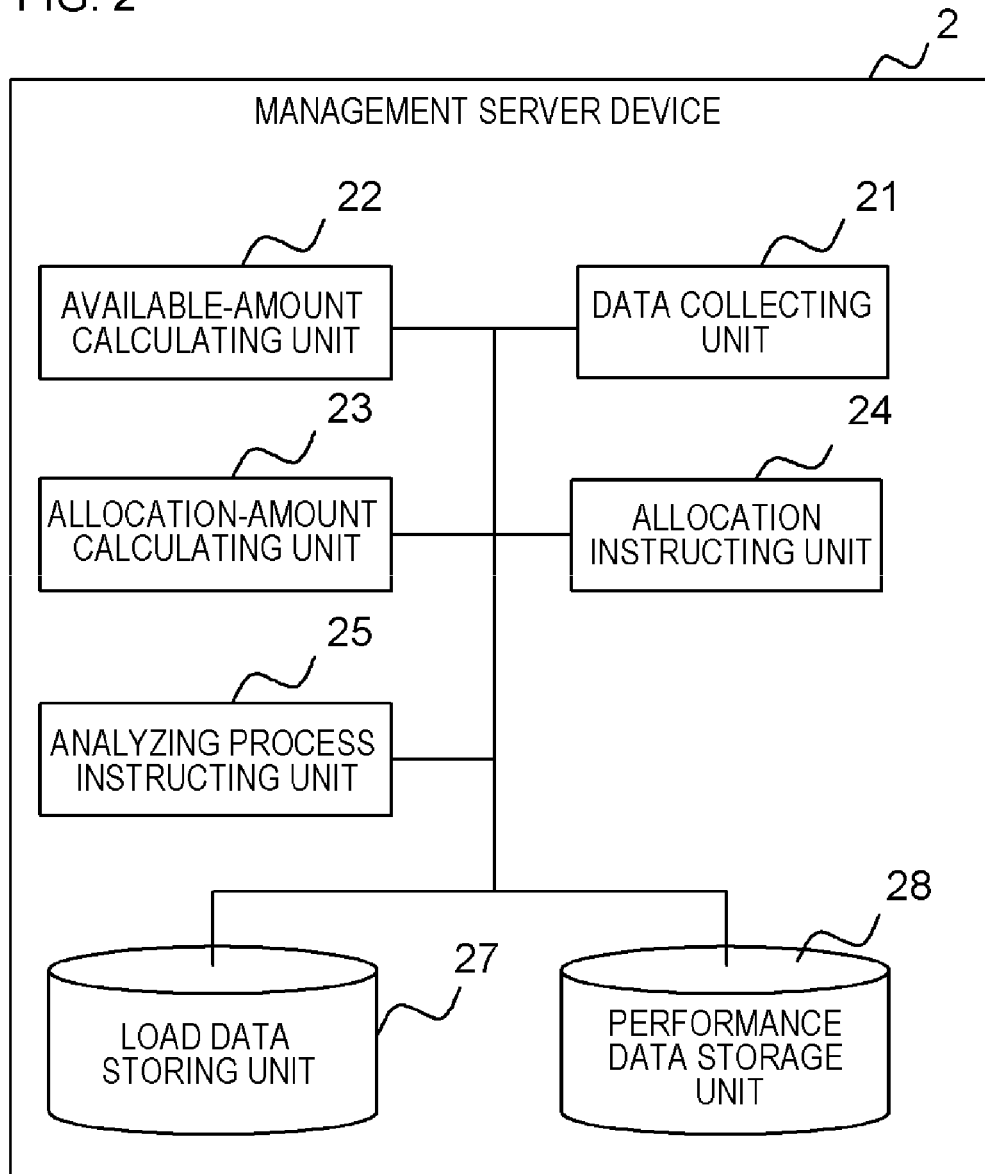 FIG. 2
2
MANAGEMENT SERVER DEVICE
22
21
AVAILABLE-AMOUNT
CALCULATING UNIT
DATA COLLECTING
UNIT
23
24
ALLOCATION-AMOUNT
CALCULATING UNIT
ALLOCATION
INSTRUCTING UNIT
25
ANALYZING PROCESS
INSTRUCTING UNIT
27
28
LOAD DATA
STORING UNIT
PERFORMANCE
DATA STORAGE
UNIT